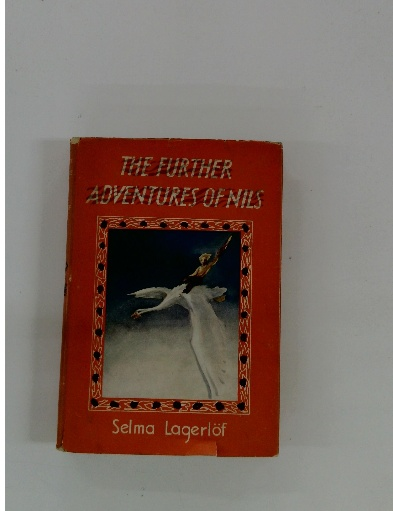 THE FURTHER
ADVENTURES OF NILS
Selma Lagerlöf